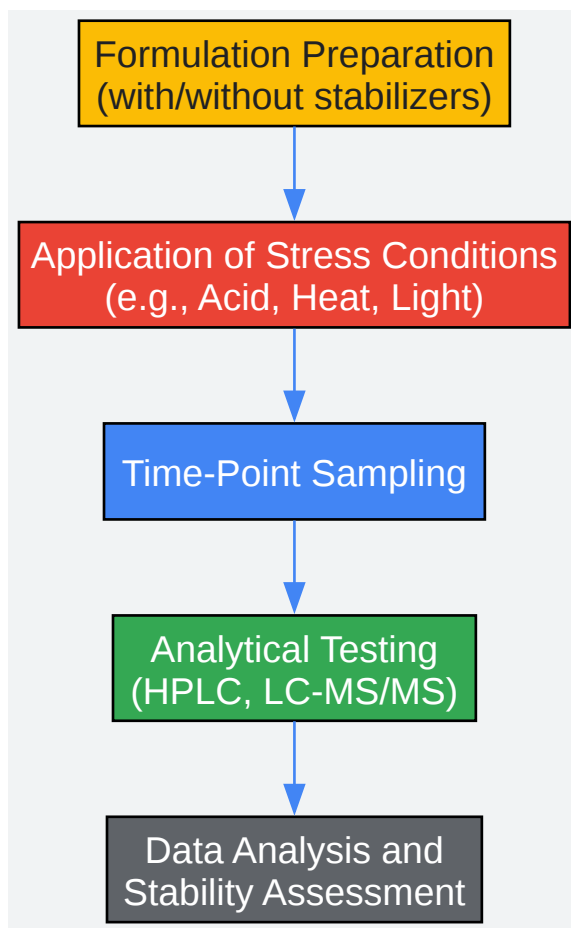 Formulation Preparation
(with/without stabilizers)
Application of Stress Conditions
(e.g., Acid, Heat, Light)
Time-Point Sampling
Analytical Testing
(HPLC, LC-MS/MS)
Data Analysis and
Stability Assessment